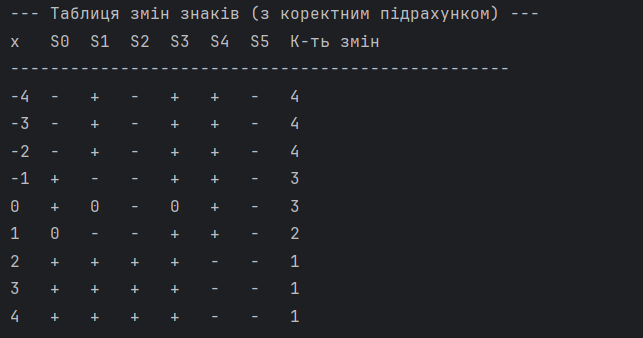 --- Таблиця змін знаків (з коректним підрахунком) ---
x   S0  S1  S2  S3  S4  S5  К-ть змін
--------------------------------------------------
-4  -   +   -   +   +   -   4
-3  -   +   -   +   +   -   4
-2  -   +   -   +   +   -   4
-1  +   -   -   +   +   -   3
0   +   0   -   0   +   -   3
1   0   -   -   +   +   -   2
2   +   +   +   +   -   -   1
3   +   +   +   +   -   -   1
4   +   +   +   +   -   -   1